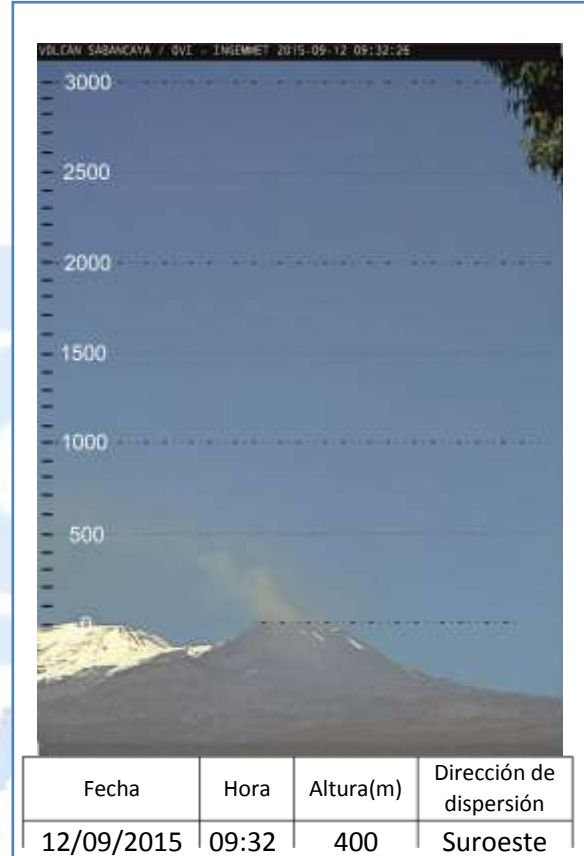 VOLCAN SABANCAYA / OVI - INGEMMET 2015-09-12 09:32:26
3000
2500
2000
1500
1000
500
0
Fecha Hora Altura(m) Dirección de dispersión
12/09/2015 09:32 400 Suroeste